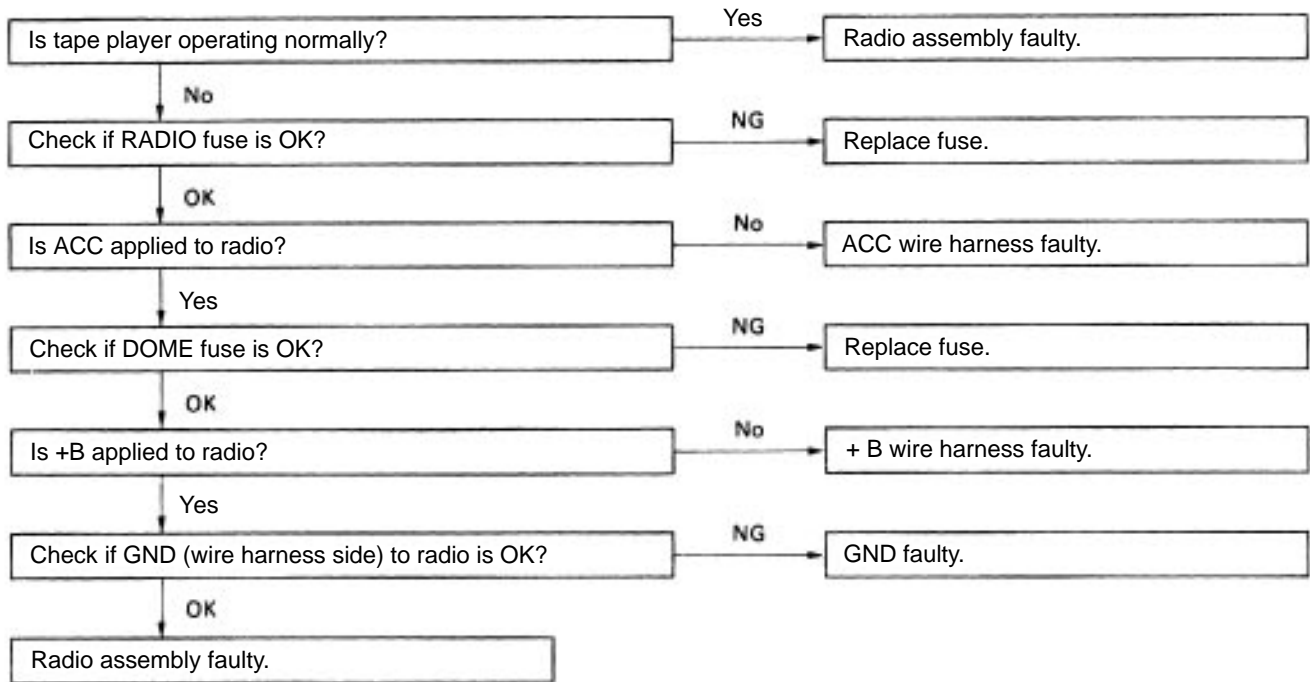 Is tape player operating normally?
Yes
Radio assembly faulty.
No
Check if RADIO fuse is OK?
NG
Replace fuse.
OK
Is ACC applied to radio?
No
ACC wire harness faulty.
Yes
Check if DOME fuse is OK?
NG
Replace fuse.
OK
Is +B applied to radio?
No
+ B wire harness faulty.
Yes
Check if GND (wire harness side) to radio is OK?
NG
GND faulty.
OK
Radio assembly faulty.